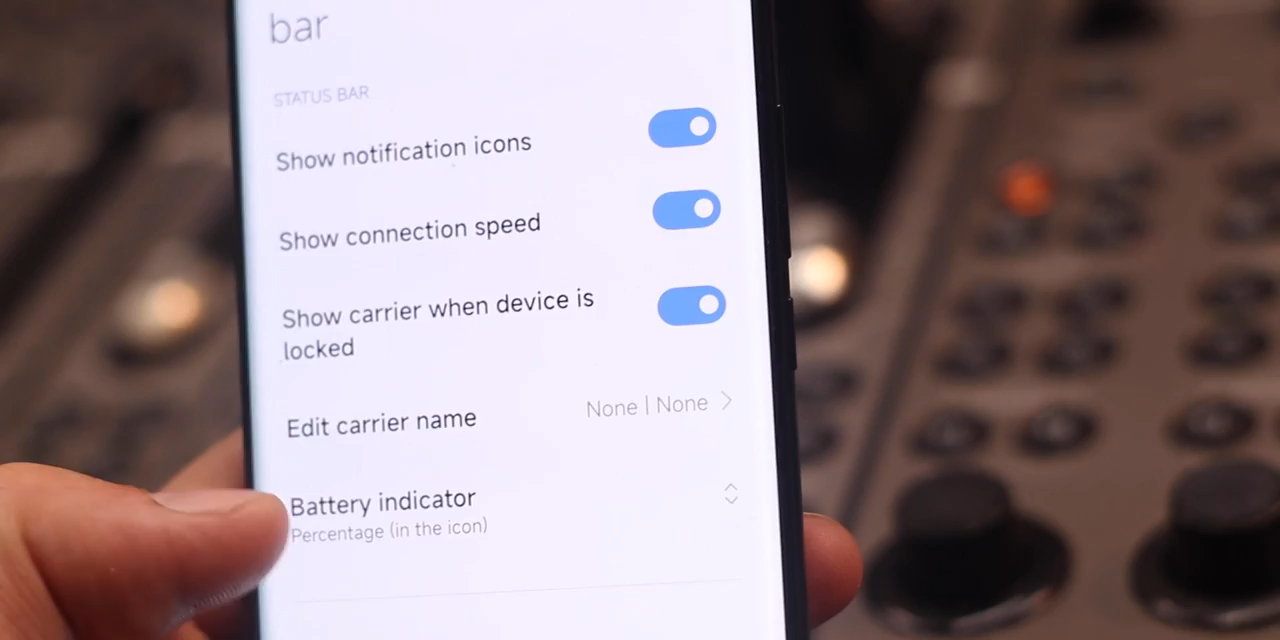 bar
STATUS BAR
Show notification icons
Show connection speed
Show carrier when device is
locked
Edit carrier name
None | None
Battery indicator
Percentage (in the icon)